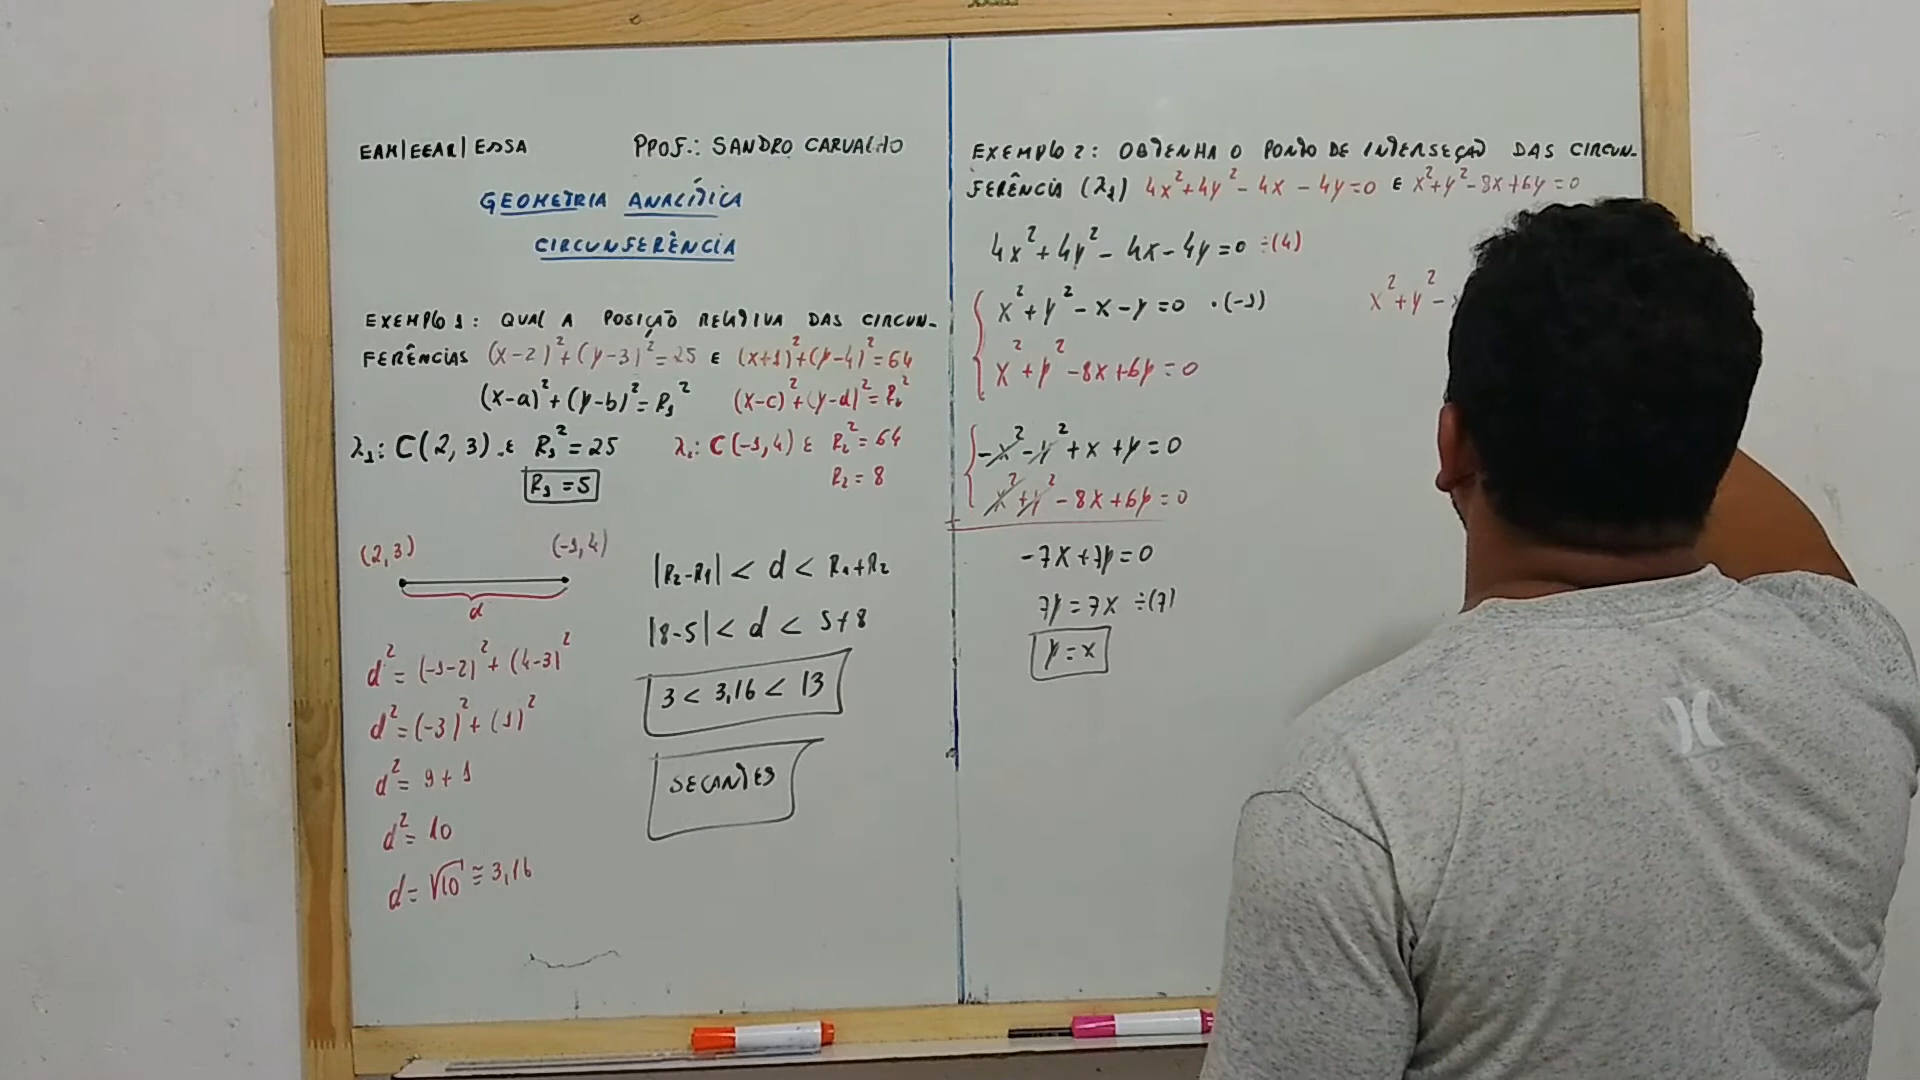 EAM|EEAR|ESSA PROF.: SANDRO CARVALHO
GEOMETRIA ANALÍTICA
CIRCUNFERÊNCIA
EXEMPLO 1: QUAL A POSIÇÃO RELATIVA DAS CIRCUN-
FERÊNCIAS (x-2)²+(y-3)²=25 E (x+1)²+(y-4)²=64
(x-a)²+(y-b)²=R₁² (x-c)²+(y-d)²=R₂²
λ₁: C(2,3) E R₁²=25 λ₂: C(-1,4) E R₂²=64
R₁=5 R₂=8
(2,3) (-1,4)
d
d²=(-1-2)²+(4-3)²
d²=(-3)²+(1)²
d²=9+1
d²=10
d=√10≅3,16
|R₂-R₁|<d<R₁+R₂
|8-5|<d<5+8
3<3,16<13
SECANTES
EXEMPLO 2: OBTENHA O PONTO DE INTERSEÇÃO DAS CIRCUN-
FERÊNCIA (λ₁) 4x²+4y²-4x-4y=0 E x²+y²-8x+6y=0
4x²+4y²-4x-4y=0 ÷(4)
x²+y²-x-y=0 .(-1)
x²+y²-8x+6y=0
-x²-y²+x+y=0
x²+y²-8x+6y=0
-7x+7y=0
7y=7x ÷(7)
y=x
x²+y²-